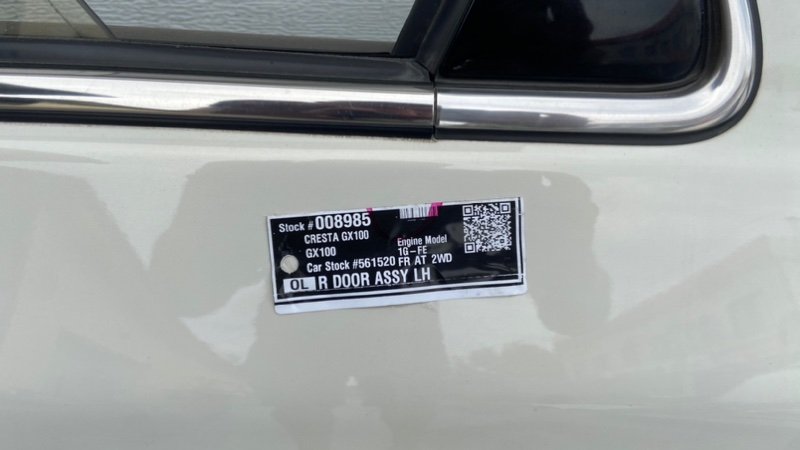 Stock # 008985
CRESTA GX100
GX100
Engine Model
1G-FE
Car Stock #561520 FR AT 2WD
OL R DOOR ASSY LH